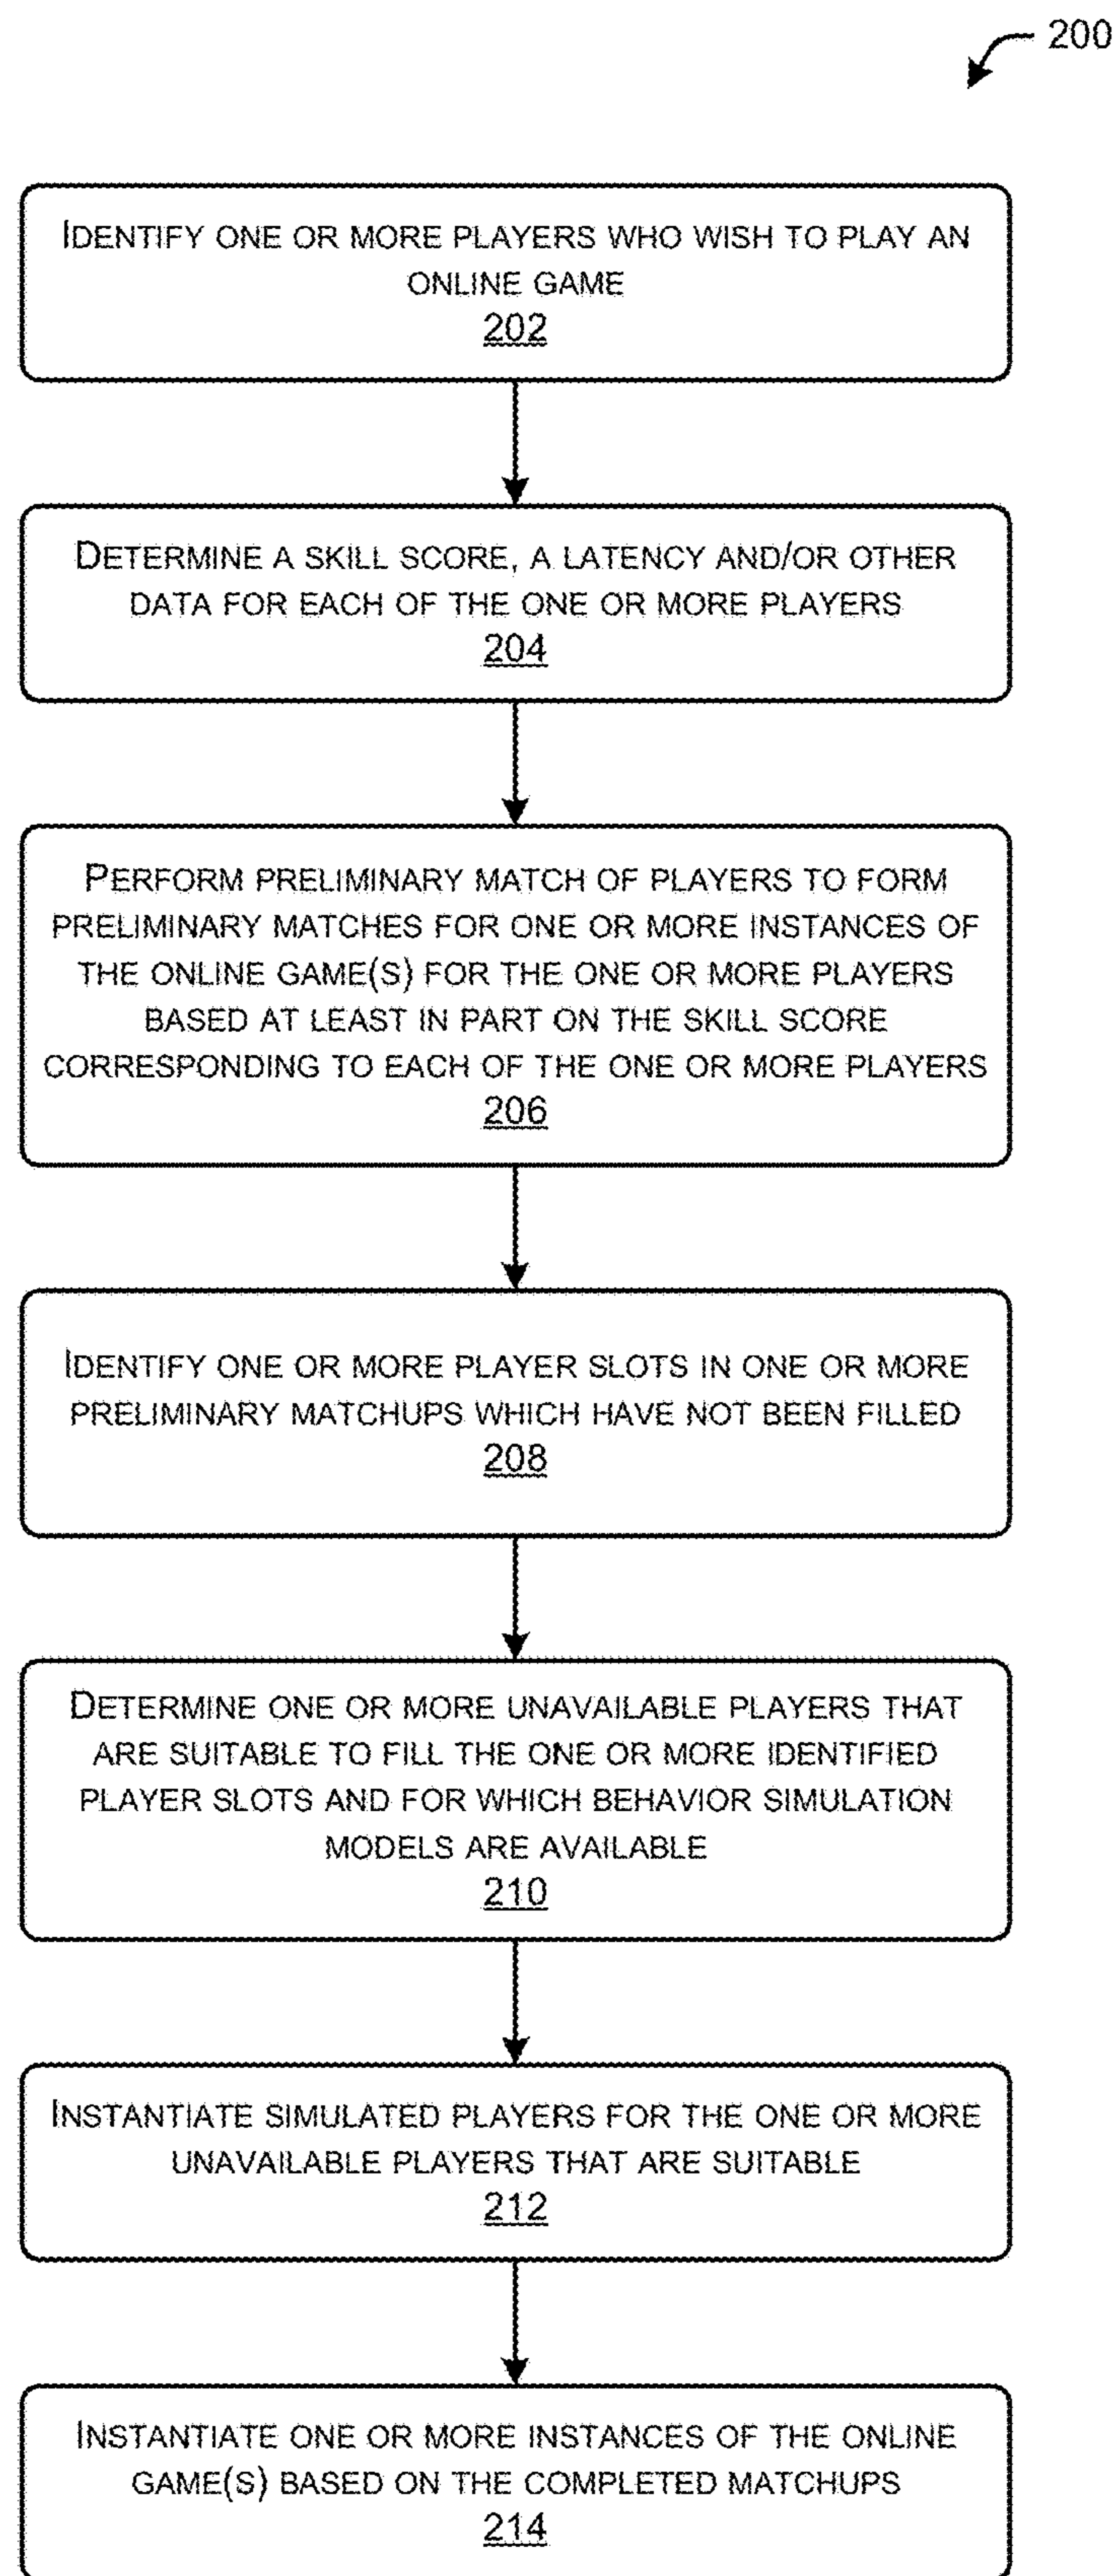 200
IDENTIFY ONE OR MORE PLAYERS WHO WISH TO PLAY AN
ONLINE GAME
202
DETERMINE A SKILL SCORE, A LATENCY AND/OR OTHER
DATA FOR EACH OF THE ONE OR MORE PLAYERS
204
PERFORM PRELIMINARY MATCH OF PLAYERS TO FORM
PRELIMINARY MATCHES FOR ONE OR MORE INSTANCES OF
THE ONLINE GAME(S) FOR THE ONE OR MORE PLAYERS
BASED AT LEAST IN PART ON THE SKILL SCORE
CORRESPONDING TO EACH OF THE ONE OR MORE PLAYERS
206
IDENTIFY ONE OR MORE PLAYER SLOTS IN ONE OR MORE
PRELIMINARY MATCHUPS WHICH HAVE NOT BEEN FILLED
208
DETERMINE ONE OR MORE UNAVAILABLE PLAYERS THAT
ARE SUITABLE TO FILL THE ONE OR MORE IDENTIFIED
PLAYER SLOTS AND FOR WHICH BEHAVIOR SIMULATION
MODELS ARE AVAILABLE
210
INSTANTIATE SIMULATED PLAYERS FOR THE ONE OR MORE
UNAVAILABLE PLAYERS THAT ARE SUITABLE
212
INSTANTIATE ONE OR MORE INSTANCES OF THE ONLINE
GAME(S) BASED ON THE COMPLETED MATCHUPS
214